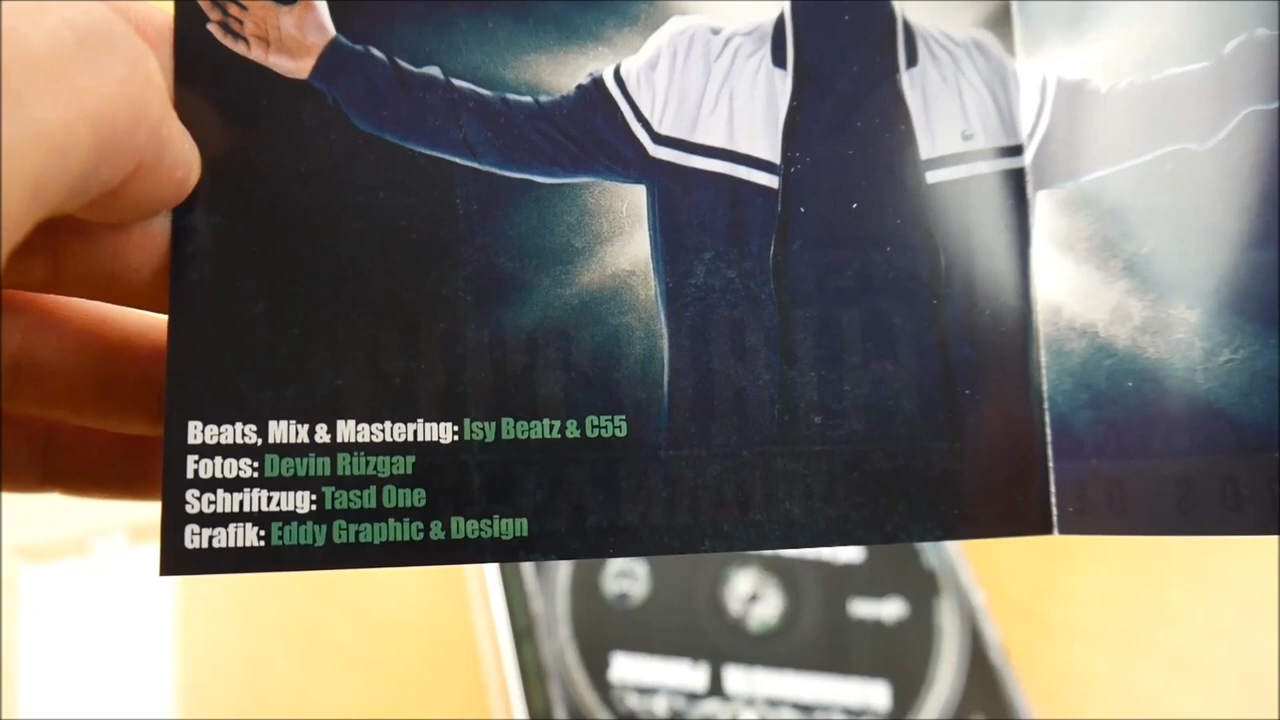 Beats, Mix & Mastering: Isy Beatz & C55
Fotos: Devin Rüzgar
Schriftzug: Tasd One
Grafik: Eddy Graphic & Design